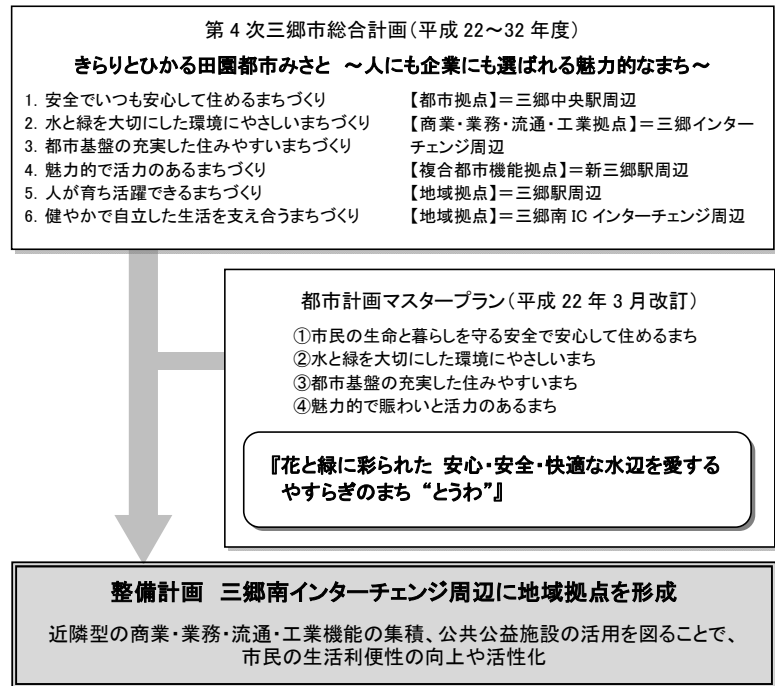 第4次三郷市総合計画(平成22~32年度)
きらりとひかる田園都市みさと ~人にも企業にも選ばれる魅力的なまち~
1. 安全でいつも安心して住めるまちづくり
2. 水と緑を大切にした環境にやさしいまちづくり
3. 都市基盤の充実した住みやすいまちづくり
4. 魅力的で活力のあるまちづくり
5. 人が育ち活躍できるまちづくり
6. 健やかで自立した生活を支え合うまちづくり
【都市拠点】=三郷中央駅周辺
【商業・業務・流通・工業拠点】=三郷インター
チェンジ周辺
【複合都市機能拠点】=新三郷駅周辺
【地域拠点】=三郷駅周辺
【地域拠点】=三郷南ICインターチェンジ周辺
都市計画マスタープラン(平成22年3月改訂)
①市民の生命と暮らしを守る安全で安心して住めるまち
②水と緑を大切にした環境にやさしいまち
③都市基盤の充実した住みやすいまち
④魅力的で賑わいと活力のあるまち
『花と緑に彩られた 安心・安全・快適な水辺を愛する
やすらぎのまち “とうわ”』
整備計画 三郷南インターチェンジ周辺に地域拠点を形成
近隣型の商業・業務・流通・工業機能の集積、公共公益施設の活用を図ることで、
市民の生活利便性の向上や活性化